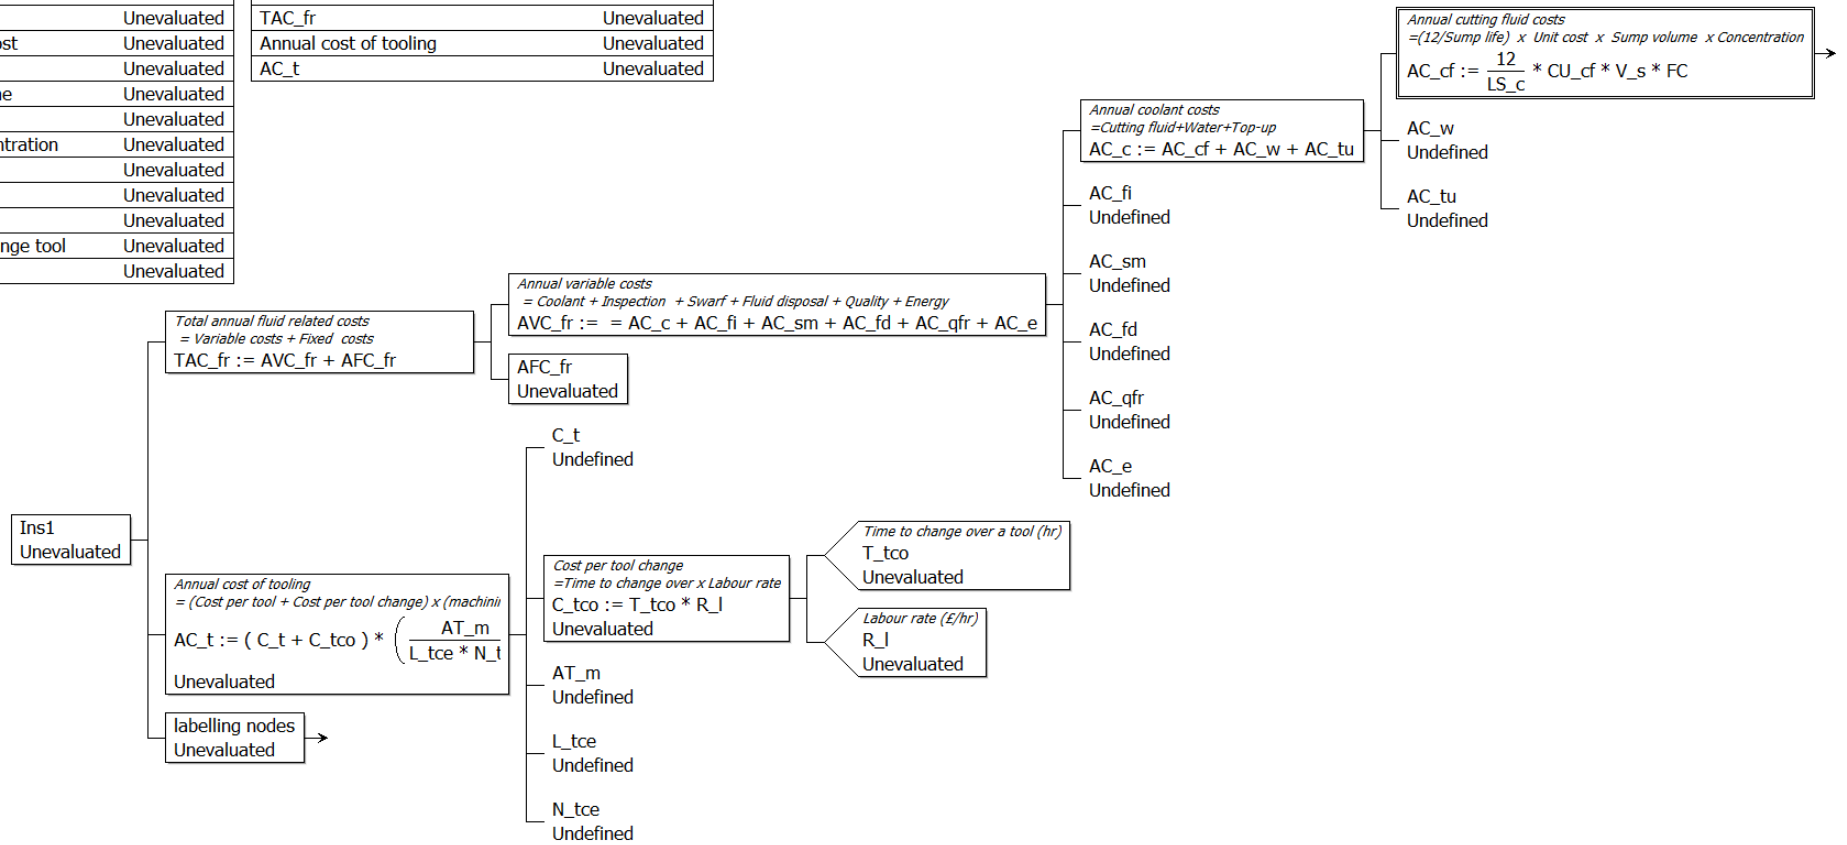 Unevaluated
ost Unevaluated
Unevaluated
ne Unevaluated
Unevaluated
ntration Unevaluated
Unevaluated
Unevaluated
Unevaluated
nge tool Unevaluated
Unevaluated
TAC_fr Unevaluated
Annual cost of tooling Unevaluated
AC_t Unevaluated
Annual cutting fluid costs
=(12/Sump life) x Unit cost x Sump volume x Concentration
AC_cf := 12 / LS_c * CU_cf * V_s * FC
AC_w
Undefined
AC_tu
Undefined
Annual coolant costs
=Cutting fluid+Water+Top-up
AC_c := AC_cf + AC_w + AC_tu
AC_fi
Undefined
AC_sm
Undefined
AC_fd
Undefined
AC_qfr
Undefined
AC_e
Undefined
Annual variable costs
= Coolant + Inspection + Swarf + Fluid disposal + Quality + Energy
AVC_fr := = AC_c + AC_fi + AC_sm + AC_fd + AC_qfr + AC_e
AFC_fr
Unevaluated
Total annual fluid related costs
= Variable costs + Fixed costs
TAC_fr := AVC_fr + AFC_fr
Ins1
Unevaluated
Annual cost of tooling
= (Cost per tool + Cost per tool change) x (machini
AC_t := ( C_t + C_tco ) * ( AT_m / L_tce * N_t
Unevaluated
labelling nodes
Unevaluated
C_t
Undefined
Cost per tool change
=Time to change over x Labour rate
C_tco := T_tco * R_l
Unevaluated
AT_m
Undefined
L_tce
Undefined
N_tce
Undefined
Time to change over a tool (hr)
T_tco
Unevaluated
Labour rate (£/hr)
R_l
Unevaluated